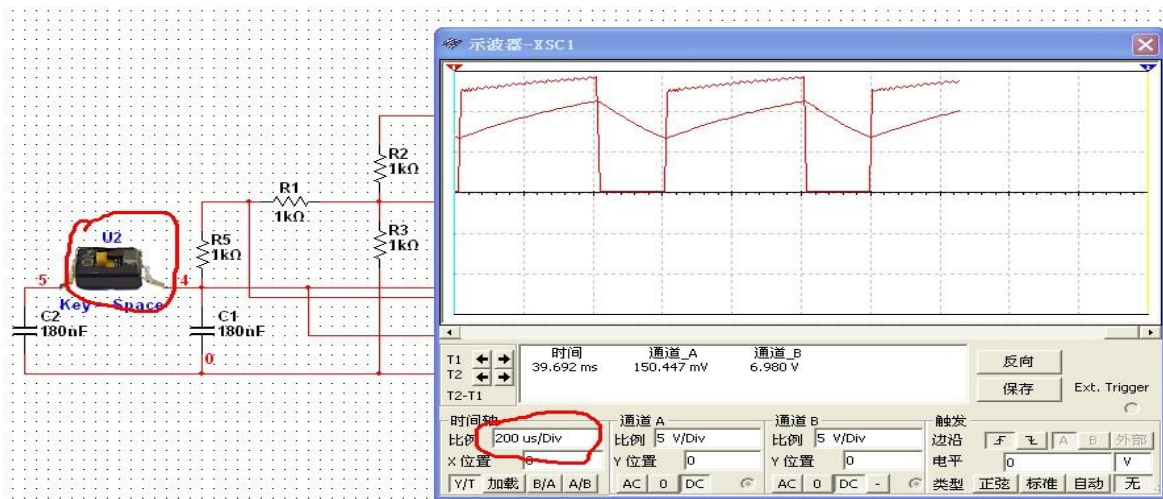 示波器-XSC1
R2
1kΩ
R1
1kΩ
R3
1kΩ
U2
R5
1kΩ
5
4
Key = Space
C2
180nF
C1
180nF
0
T1
T2
T2-T1
时间 通道_A 通道_B
39.692 ms 150.447 mV 6.980 V
反向
保存
Ext. Trigger
时间轴
比例 200 us/Div
X 位置 0
Y/T 加载 B/A A/B
通道 A
比例 5 V/Div
Y 位置 0
AC 0 DC
通道 B
比例 5 V/Div
Y 位置 0
AC 0 DC -
触发
边沿 A B 外部
电平 0 V
类型 正弦 标准 自动 无